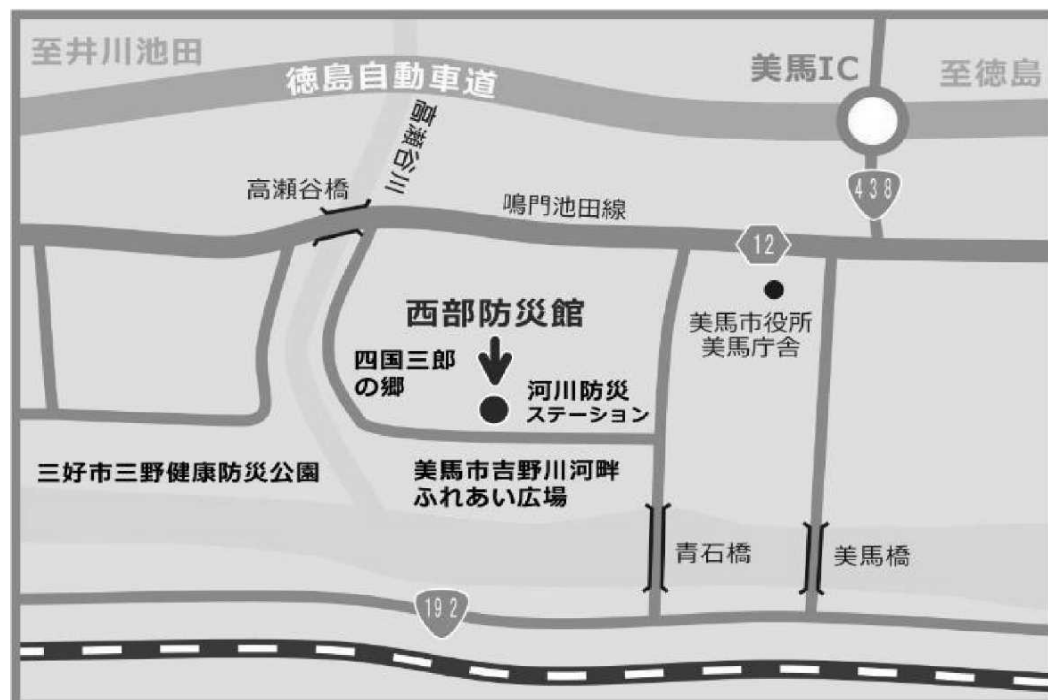 至井川池田
徳島自動車道
美馬IC
至徳島
高瀬谷川
438
高瀬谷橋
鳴門池田線
12
西部防災館
美馬市役所
美馬庁舎
四国三郎
の郷
河川防災
ステーション
三好市三野健康防災公園
美馬市吉野川河畔
ふれあい広場
青石橋
美馬橋
192